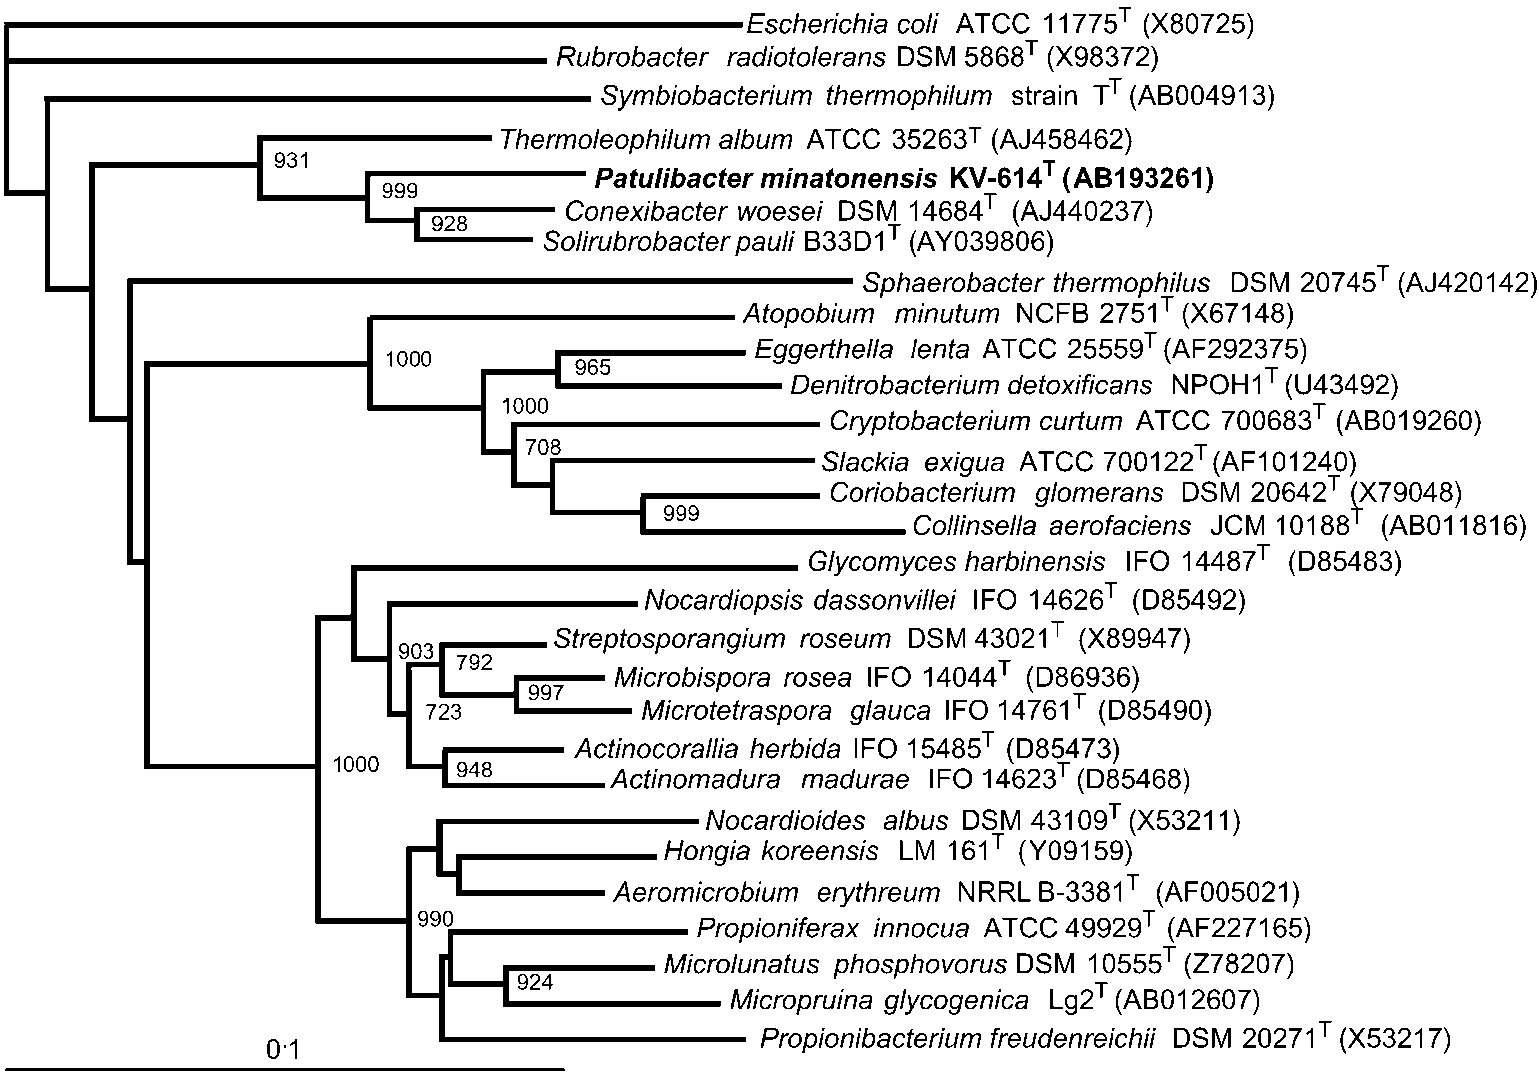 Escherichia coli ATCC 11775T (X80725)
Rubrobacter radiotolerans DSM 5868T (X98372)
Symbiobacterium thermophilum strain TT (AB004913)
Thermoleophilum album ATCC 35263T (AJ458462)
931
Patulibacter minatonensis KV-614T (AB193261)
999
Conexibacter woesei DSM 14684T (AJ440237)
928
Solirubrobacter pauli B33D1T (AY039806)
Sphaerobacter thermophilus DSM 20745T (AJ420142)
Atopobium minutum NCFB 2751T (X67148)
1000
Eggerthella lenta ATCC 25559T (AF292375)
965
Denitrobacterium detoxificans NPOH1T (U43492)
1000
Cryptobacterium curtum ATCC 700683T (AB019260)
708
Slackia exigua ATCC 700122T (AF101240)
Coriobacterium glomerans DSM 20642T (X79048)
999
Collinsella aerofaciens JCM 10188T (AB011816)
Glycomyces harbinensis IFO 14487T (D85483)
Nocardiopsis dassonvillei IFO 14626T (D85492)
Streptosporangium roseum DSM 43021T (X89947)
903
792
Microbispora rosea IFO 14044T (D86936)
997
Microtetraspora glauca IFO 14761T (D85490)
723
Actinocorallia herbida IFO 15485T (D85473)
1000
948
Actinomadura madurae IFO 14623T (D85468)
Nocardioides albus DSM 43109T (X53211)
Hongia koreensis LM 161T (Y09159)
Aeromicrobium erythreum NRRL B-3381T (AF005021)
990
Propioniferax innocua ATCC 49929T (AF227165)
Microlunatus phosphovorus DSM 10555T (Z78207)
924
Micropruina glycogenica Lg2T (AB012607)
Propionibacterium freudenreichii DSM 20271T (X53217)
0·1